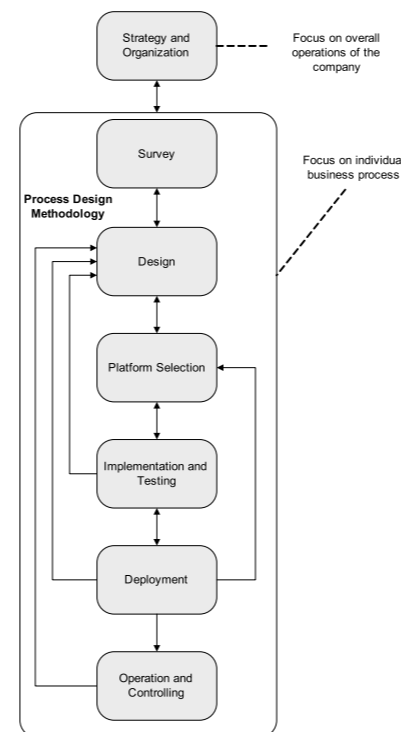 Strategy and
Organization
Focus on overall
operations of the
company
Survey
Focus on individua
business process
Process Design
Methodology
Design
Platform Selection
Implementation and
Testing
Deployment
Operation and
Controlling